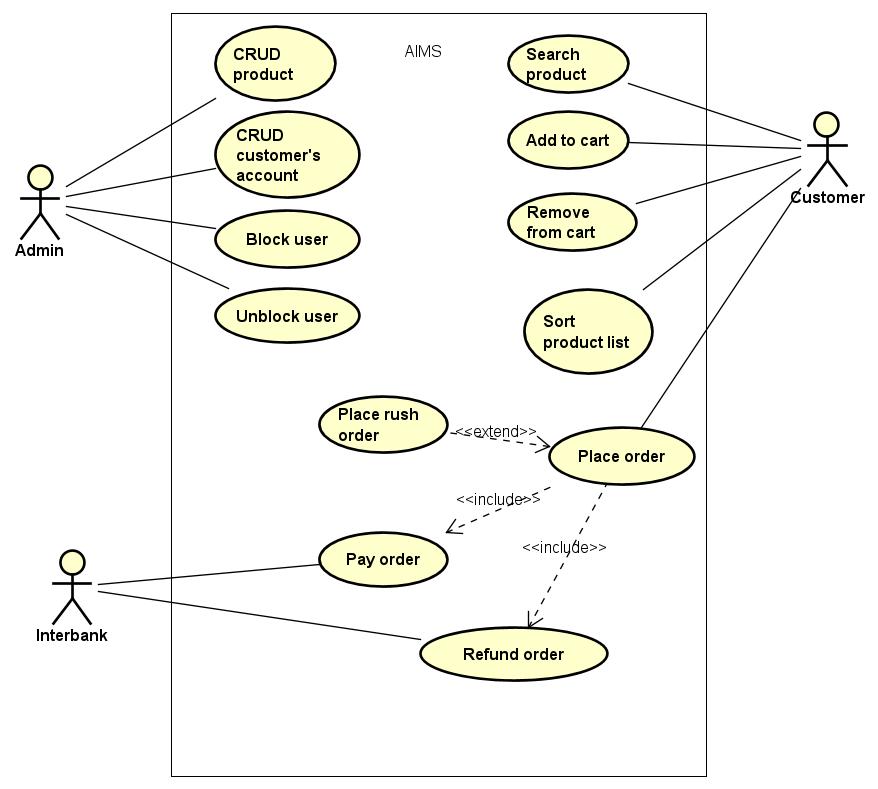 AIMS
CRUD
product
CRUD
customer's
account
Block user
Unblock user
Search
product
Add to cart
Remove
from cart
Sort
product list
Admin
Customer
Place rush
order
<<extend>>
Place order
<<include>>
<<include>>
Pay order
Interbank
Refund order